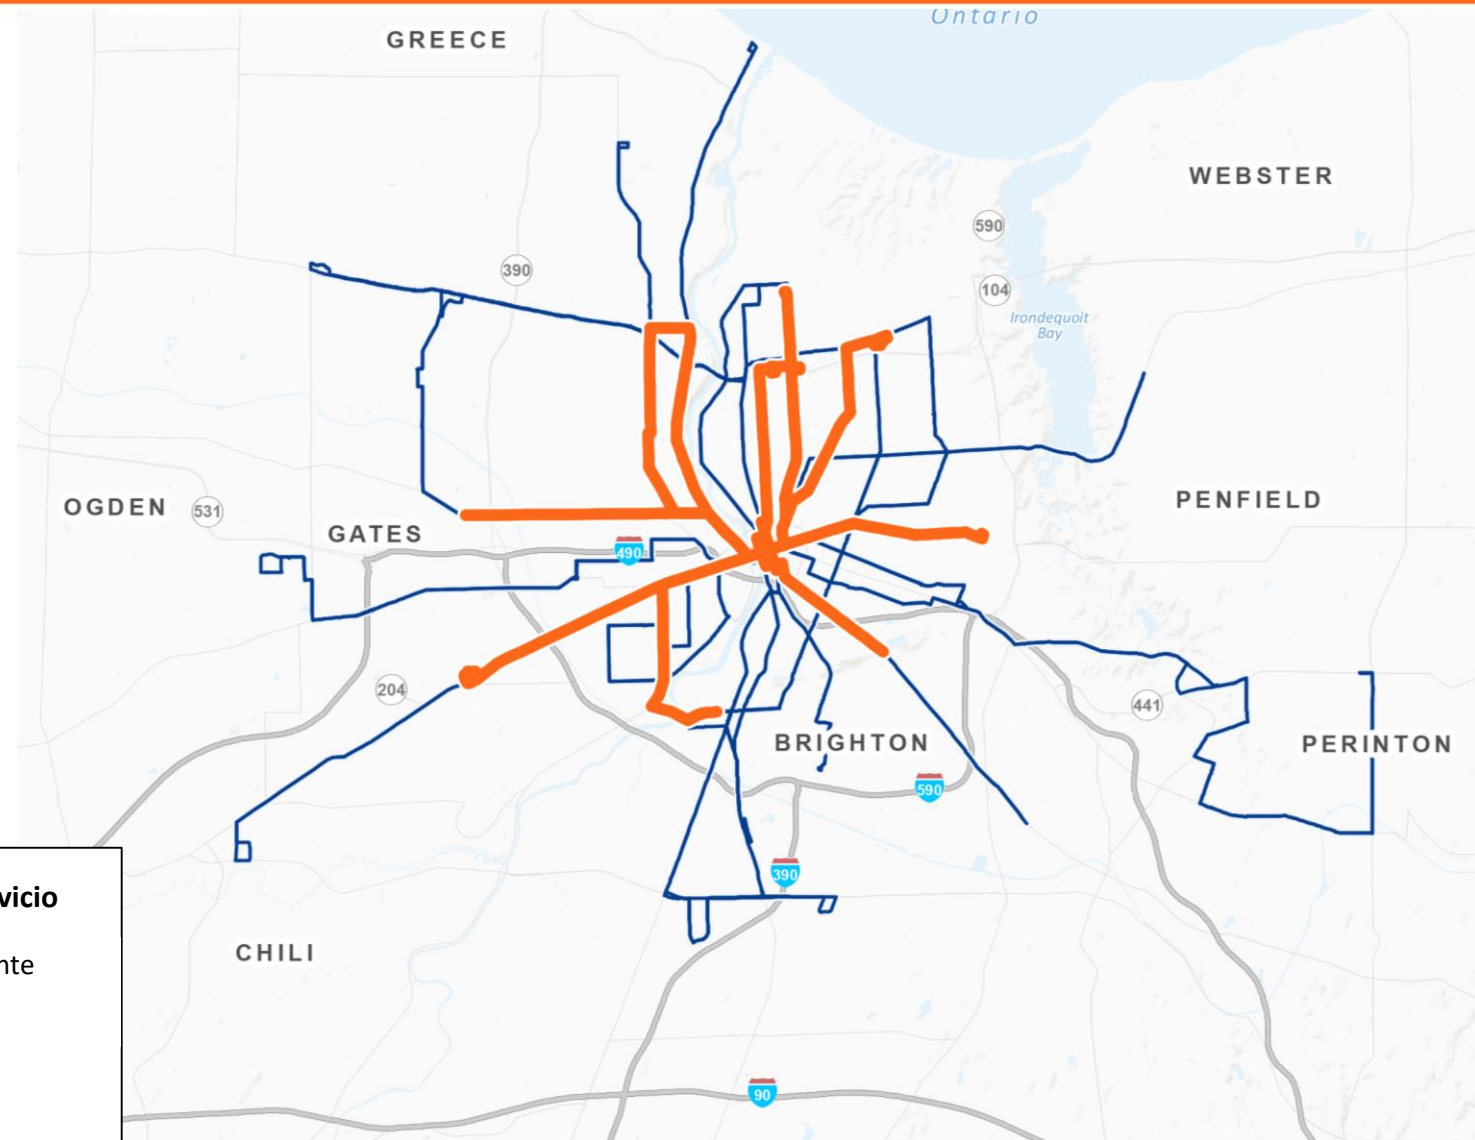 Ontario
GREECE
WEBSTER
590
390
104
Irondequoit
Bay
OGDEN
531
PENFIELD
GATES
490
204
441
BRIGHTON
PERINTON
590
390
vicio
CHILI
nte
90